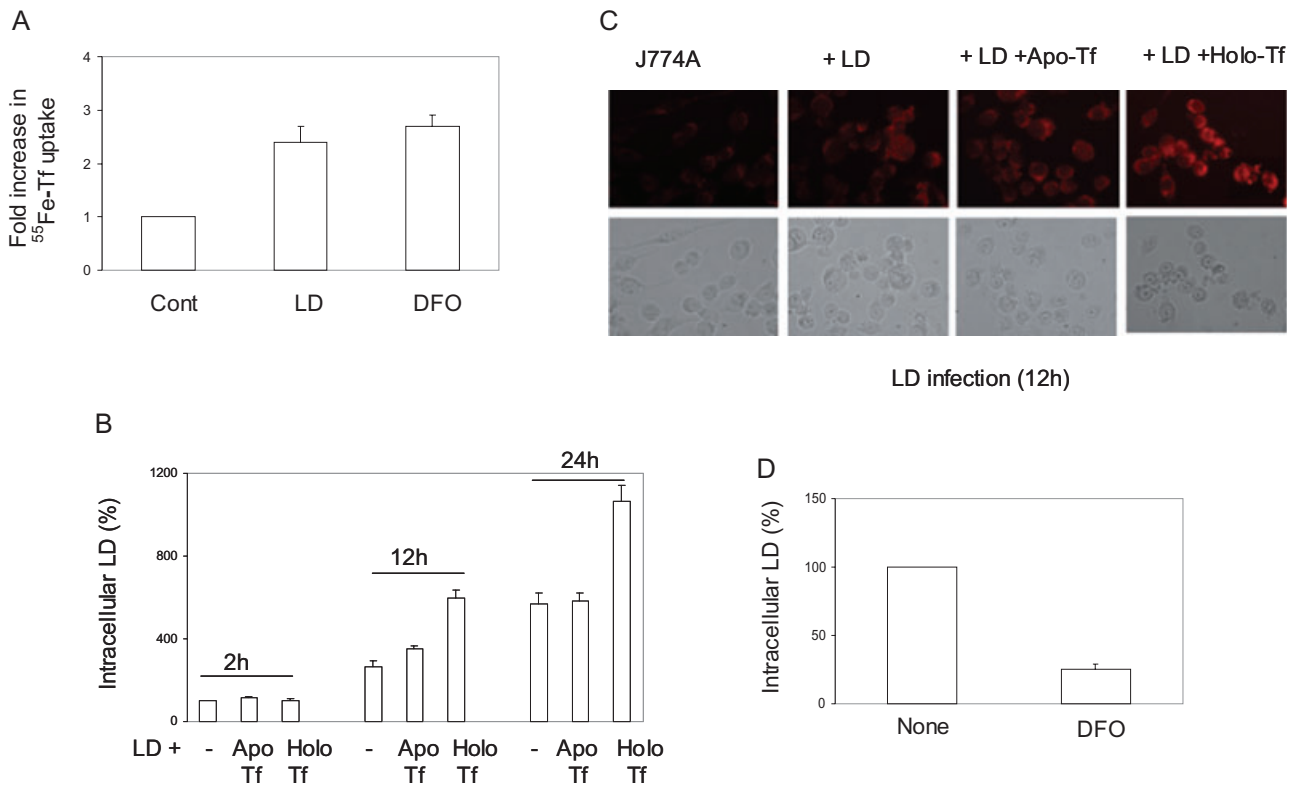 A
4
3
2
1
0
Fold increase in
55Fe-Tf uptake
Cont LD DFO
C
J774A + LD + LD +Apo-Tf + LD +Holo-Tf
LD infection (12h)
B
1200
800
400
0
Intracellular LD (%)
2h
12h
24h
LD + - Apo Holo - Apo Holo - Apo Holo
Tf Tf Tf Tf Tf Tf
D
150
100
50
0
Intracellular LD (%)
None DFO